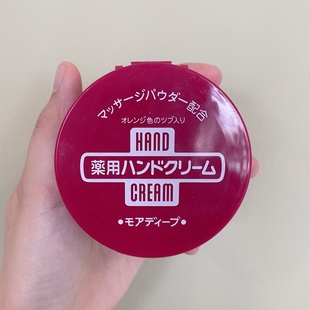 マッサージパウダー配合
オレンジ色のツブ入り
HAND
薬用ハンドクリーム
CREAM
•モアディープ•